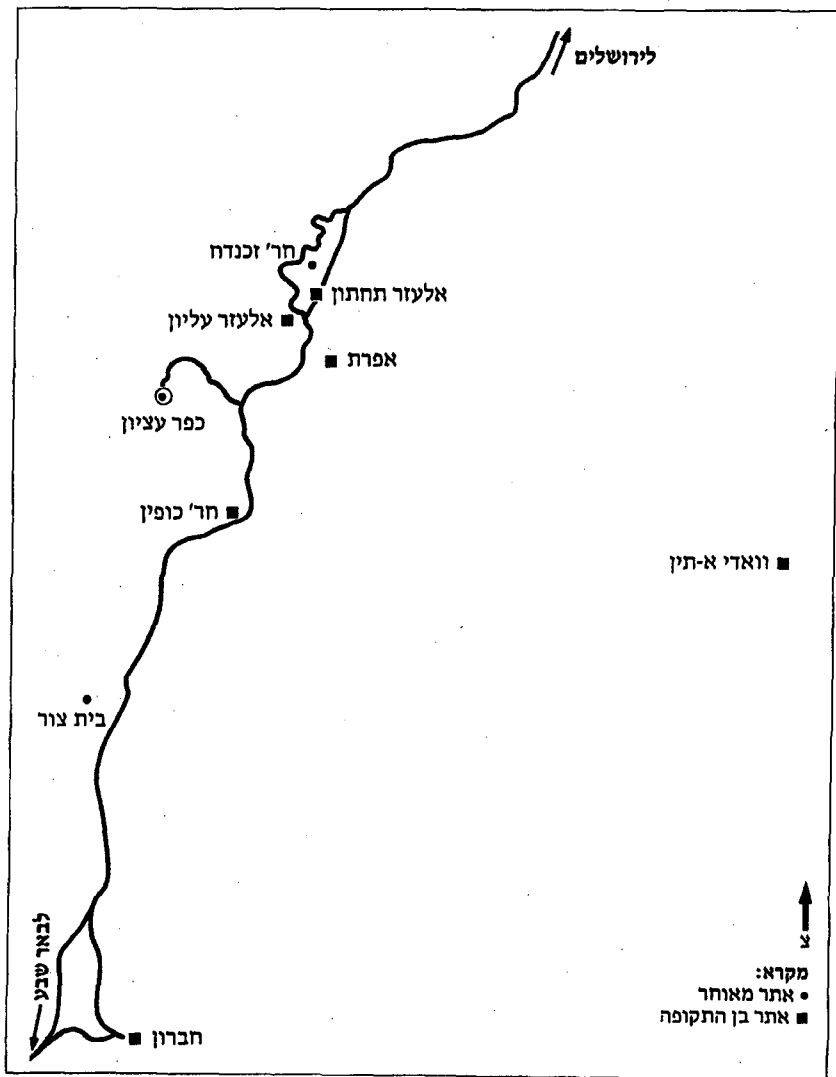 לירושלים
חר' זכנדח
אלעזר תחתון
אלעזר עליון
אפרת
כפר עציון
חר' כופין
וואדי א-תין
בית צור
לבאר שבע
צ
מקרא:
אתר מאוחר
אתר בן התקופה
חברון